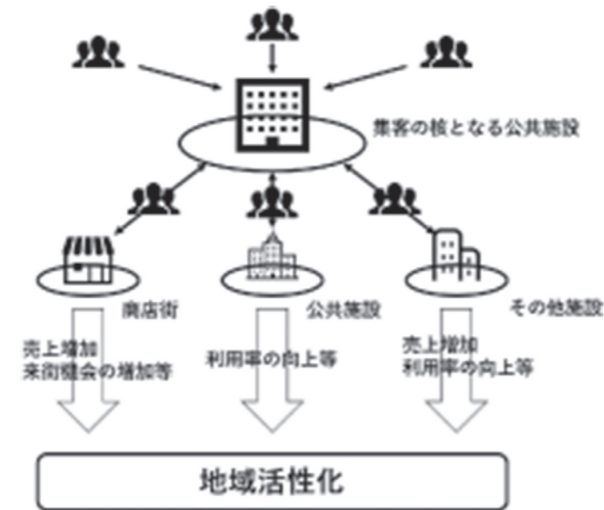 集客の核となる公共施設
商店街
公共施設
その他施設
売上増加
来街機会の増加等
利用率の向上等
売上増加
利用率の向上等
地域活性化